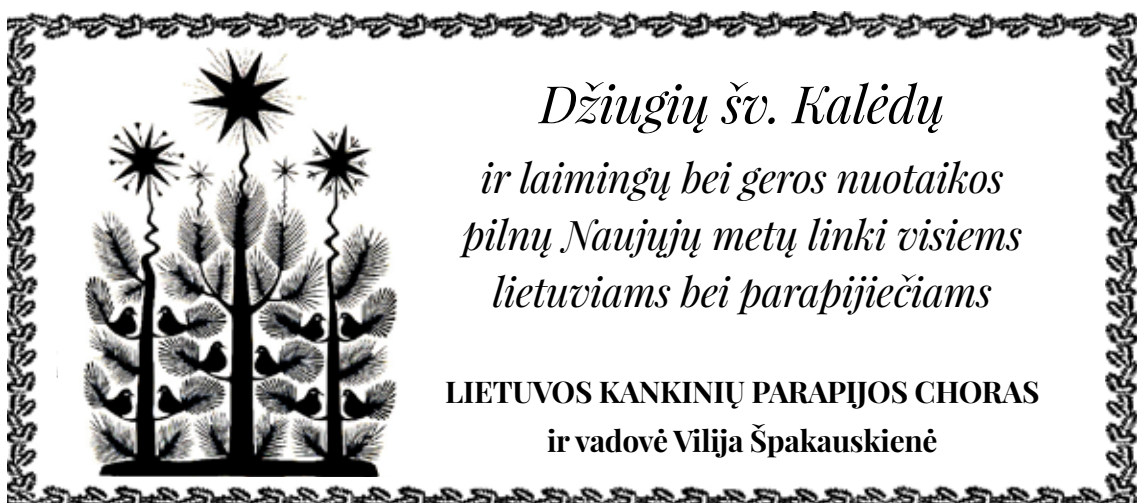 Džiugių šv. Kalėdų
ir laimingų bei geros nuotaikos
pilnų Naujųjų metų linki visiems
lietuviams bei parapijiečiams
LIETUVOS KANKINIŲ PARAPIJOS CHORAS
ir vadovė Vilija Špakauskienė